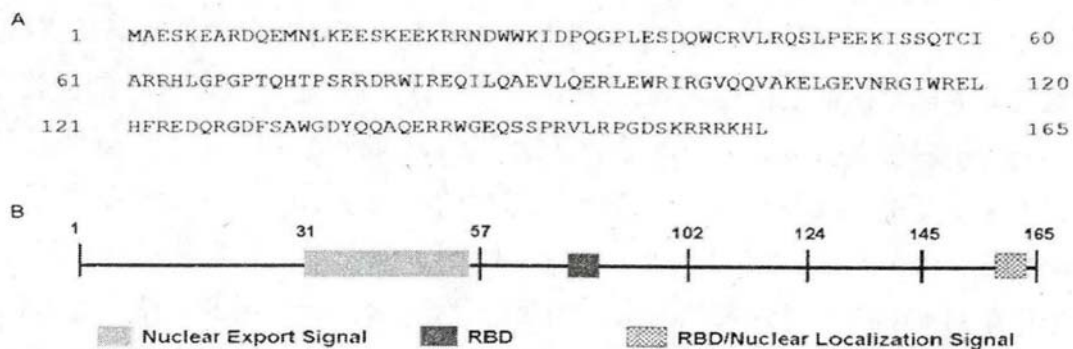 A
1 MAESKEARDQEMNLKEESKEEKRRNDWWKIDPQGPLESDQWCRVLRQSLPEEKISSQTCI 60
61 ARRHLGPGPTQHTPSRRDRWIREQILQAEVLQERLEWRIRGVQQVAKELGEVNRGIWREL 120
121 HFREDQRGDFSAWGDYQQAQERRWGEQSSPRVLRPGDSKRRRKHL 165
B
1 31 57 102 124 145 165
Nuclear Export Signal RBD RBD/Nuclear Localization Signal